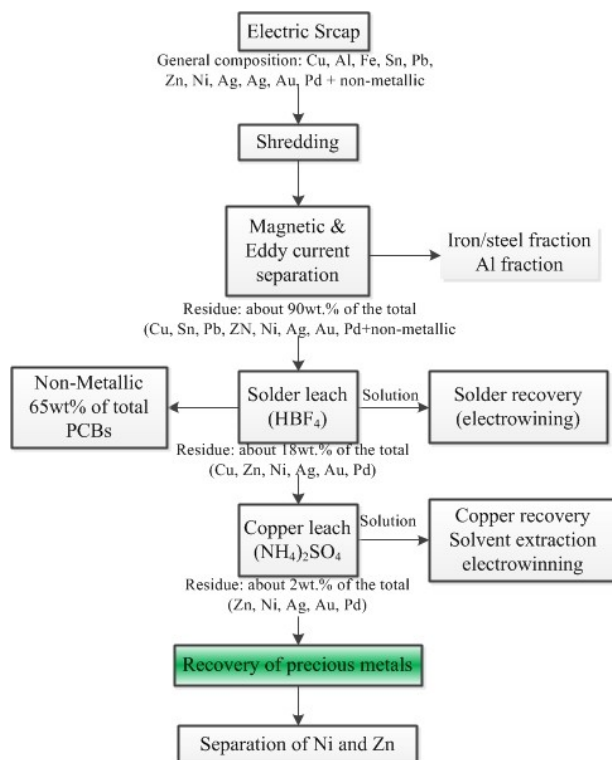 Electric Srcap
General composition: Cu, Al, Fe, Sn, Pb,
Zn, Ni, Ag, Ag, Au, Pd + non-metallic
Shredding
Magnetic &
Eddy current
separation
Iron/steel fraction
Al fraction
Residue: about 90wt.% of the total
(Cu, Sn, Pb, ZN, Ni, Ag, Au, Pd+non-metallic
Non-Metallic
65wt% of total
PCBs
Solder leach
(HBF₄)
Solution
Solder recovery
(electrowining)
Residue: about 18wt.% of the total
(Cu, Zn, Ni, Ag, Au, Pd)
Copper leach
(NH₄)₂SO₄
Solution
Copper recovery
Solvent extraction
electrowinning
Residue: about 2wt.% of the total
(Zn, Ni, Ag, Au, Pd)
Recovery of precious metals
Separation of Ni and Zn